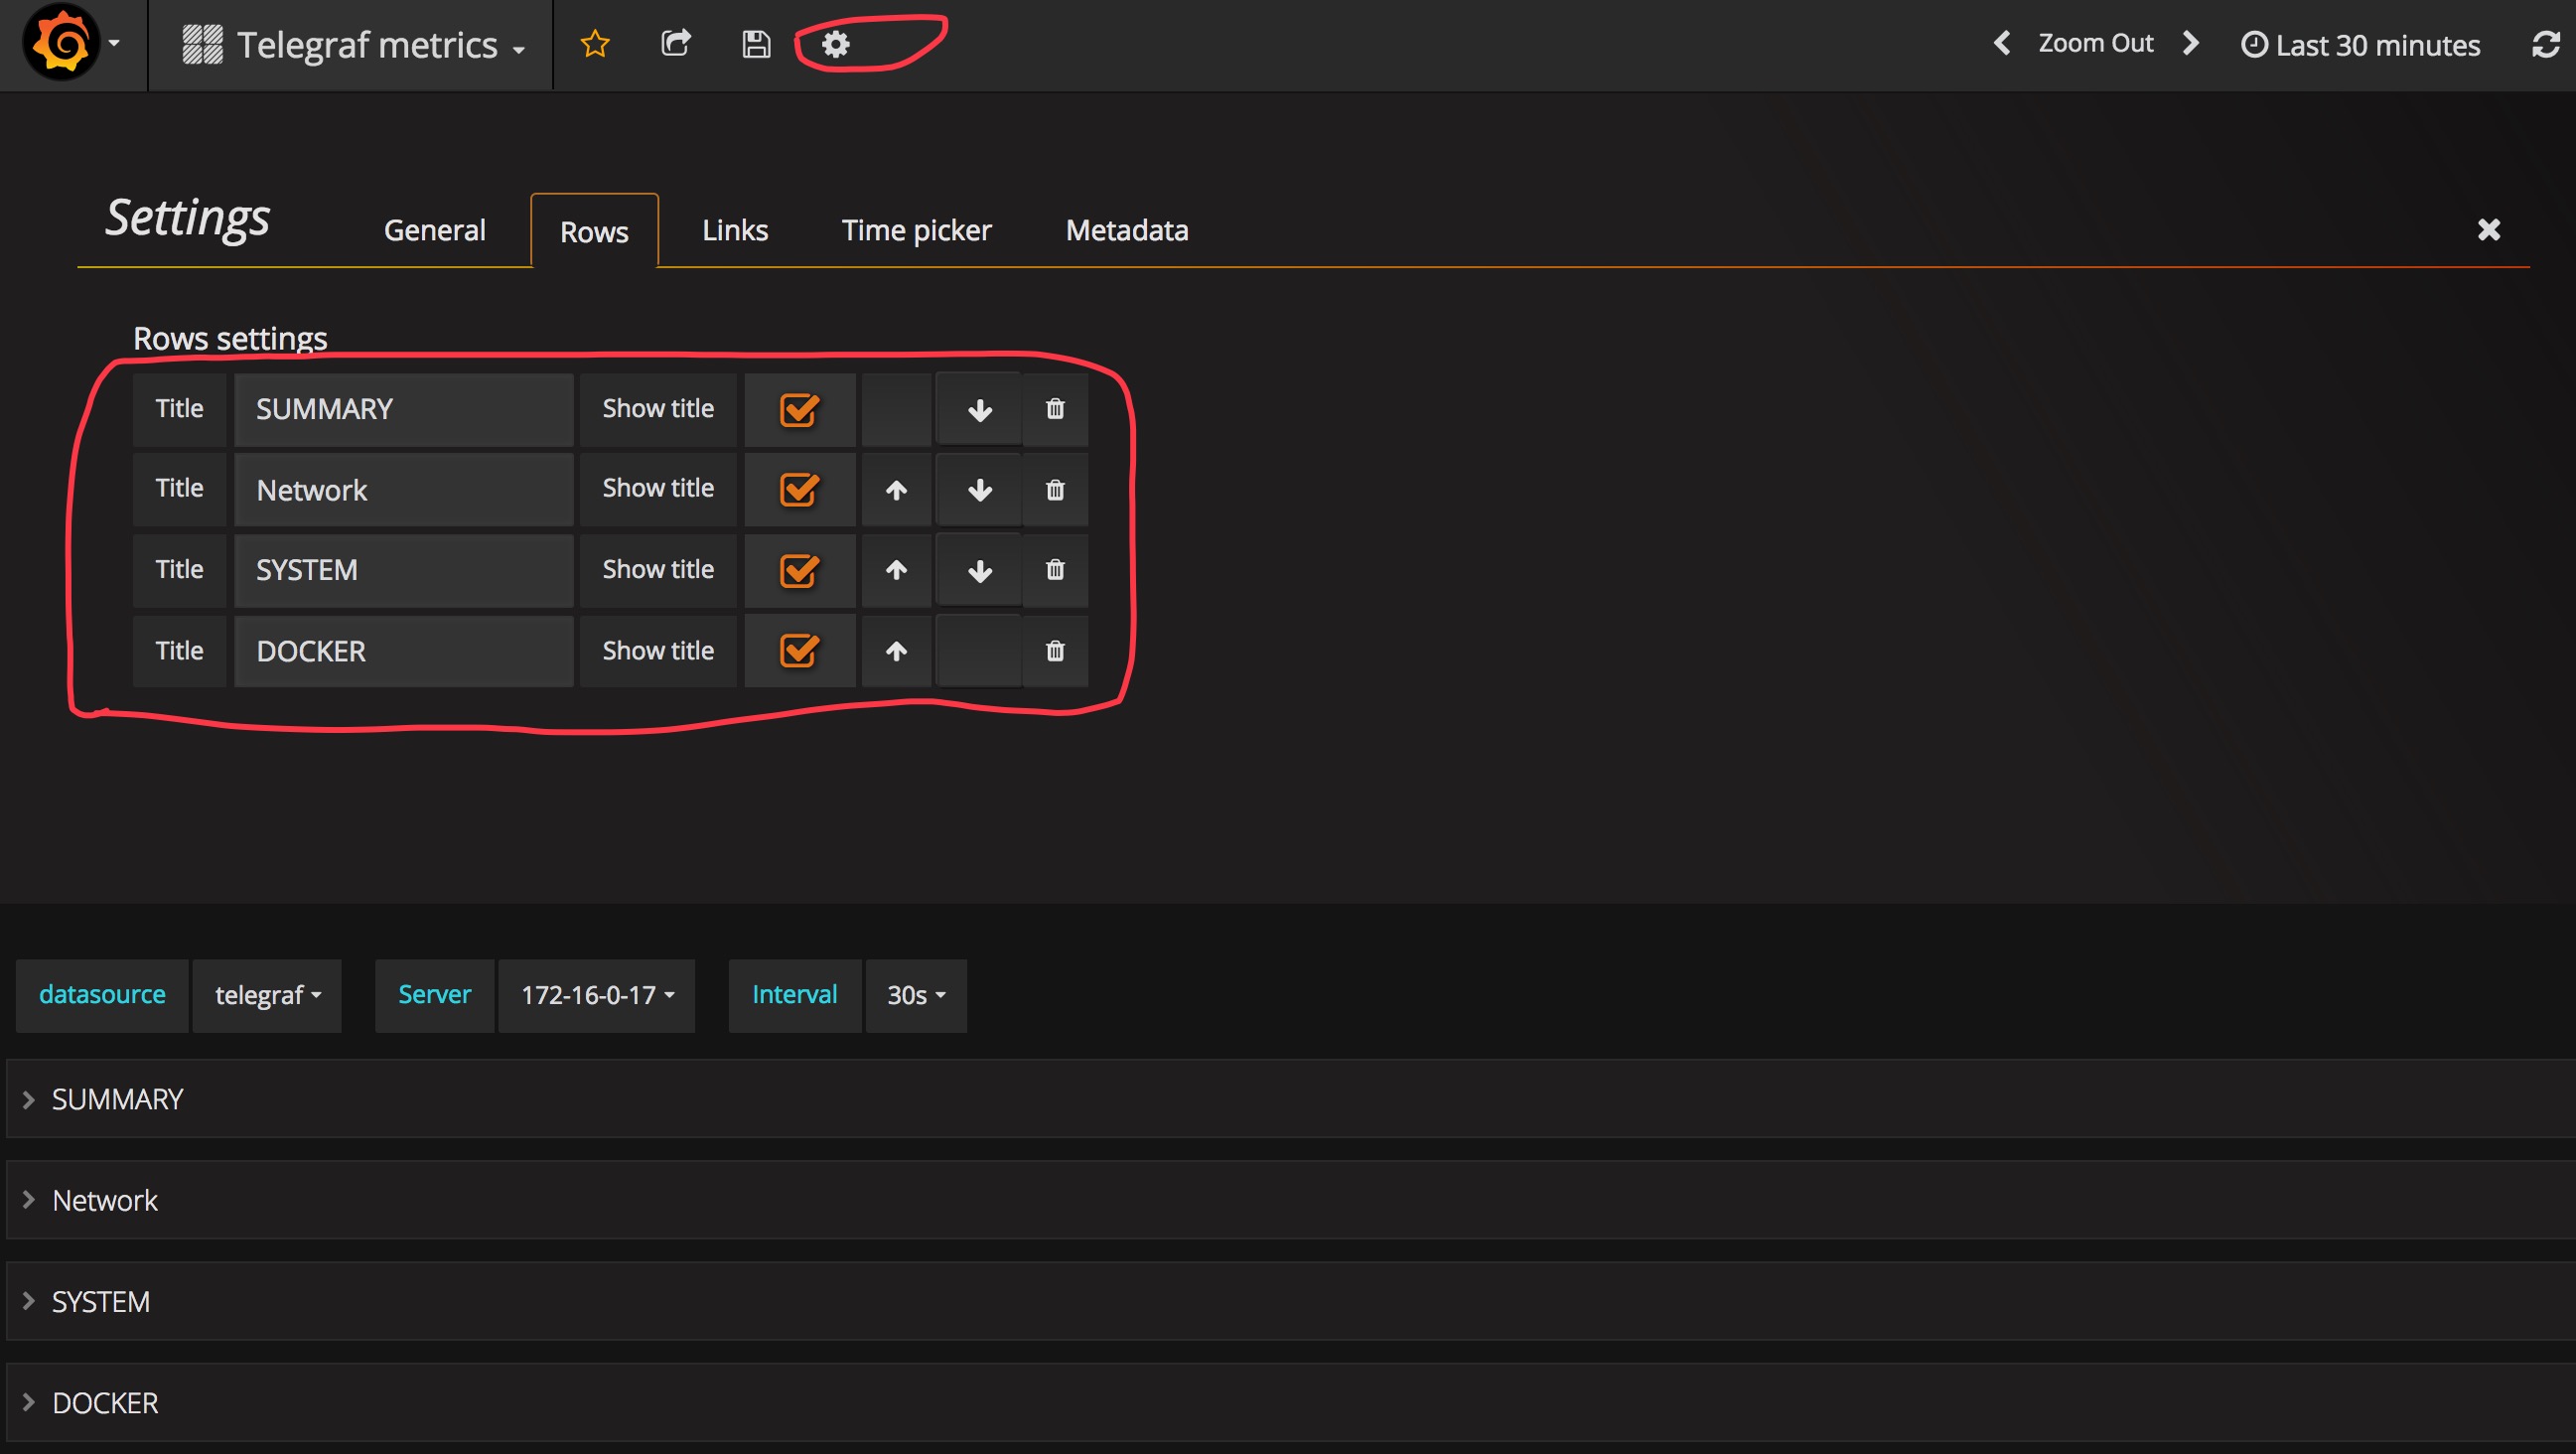 Telegraf metrics Zoom Out Last 30 minutes
Settings General Rows Links Time picker Metadata
Rows settings
Title SUMMARY Show title
Title Network Show title
Title SYSTEM Show title
Title DOCKER Show title
datasource telegraf Server 172-16-0-17 Interval 30s
SUMMARY
Network
SYSTEM
DOCKER